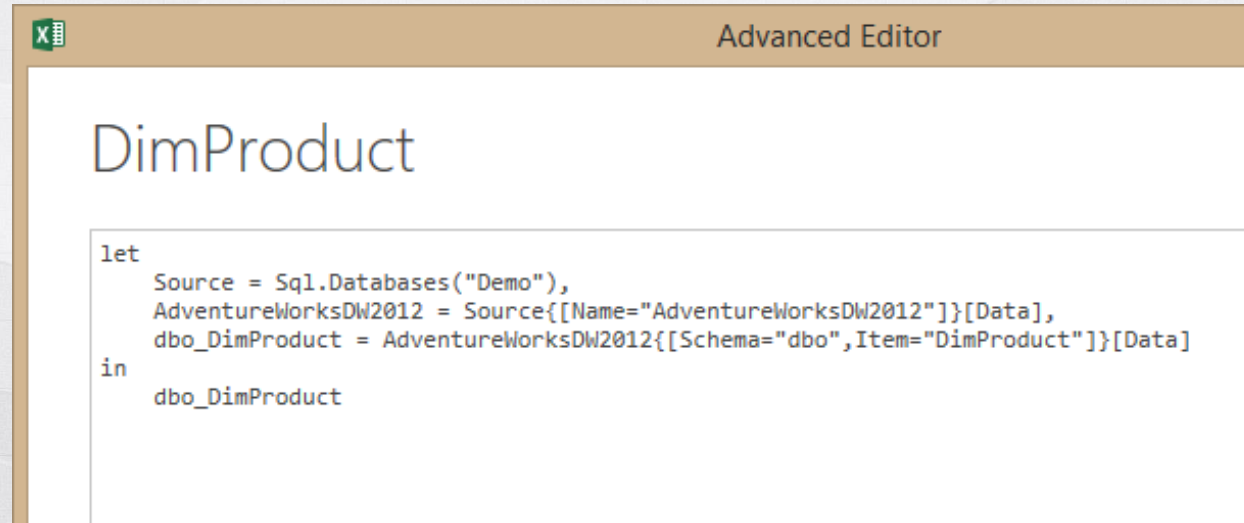 Advanced Editor
DimProduct
let
    Source = Sql.Databases("Demo"),
    AdventureWorksDW2012 = Source{[Name="AdventureWorksDW2012"]}[Data],
    dbo_DimProduct = AdventureWorksDW2012{[Schema="dbo",Item="DimProduct"]}[Data]
in
    dbo_DimProduct